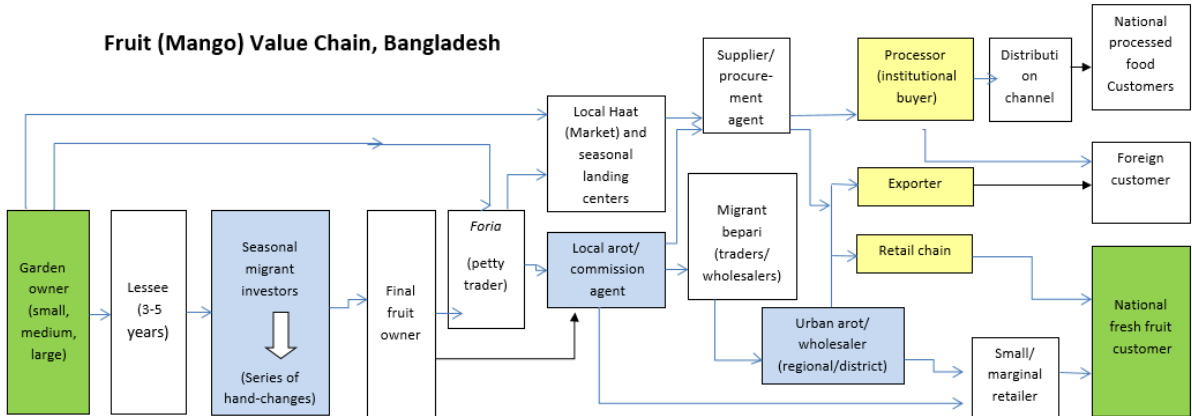 Fruit (Mango) Value Chain, Bangladesh
Garden
owner
(small,
medium,
large)
Lessee
(3-5
years)
Seasonal
migrant
investors
(Series of
hand-changes)
Final
fruit
owner
Foria
(petty
trader)
Local Haat
(Market) and
seasonal
landing
centers
Local arot/
commission
agent
Supplier/
procure-
ment
agent
Migrant
bepari
(traders/
wholesalers)
Urban arot/
wholesaler
(regional/district)
Processor
(institutional
buyer)
Exporter
Retail chain
Distributi
on
channel
Small/
marginal
retailer
National
processed
food
Customers
Foreign
customer
National
fresh fruit
customer